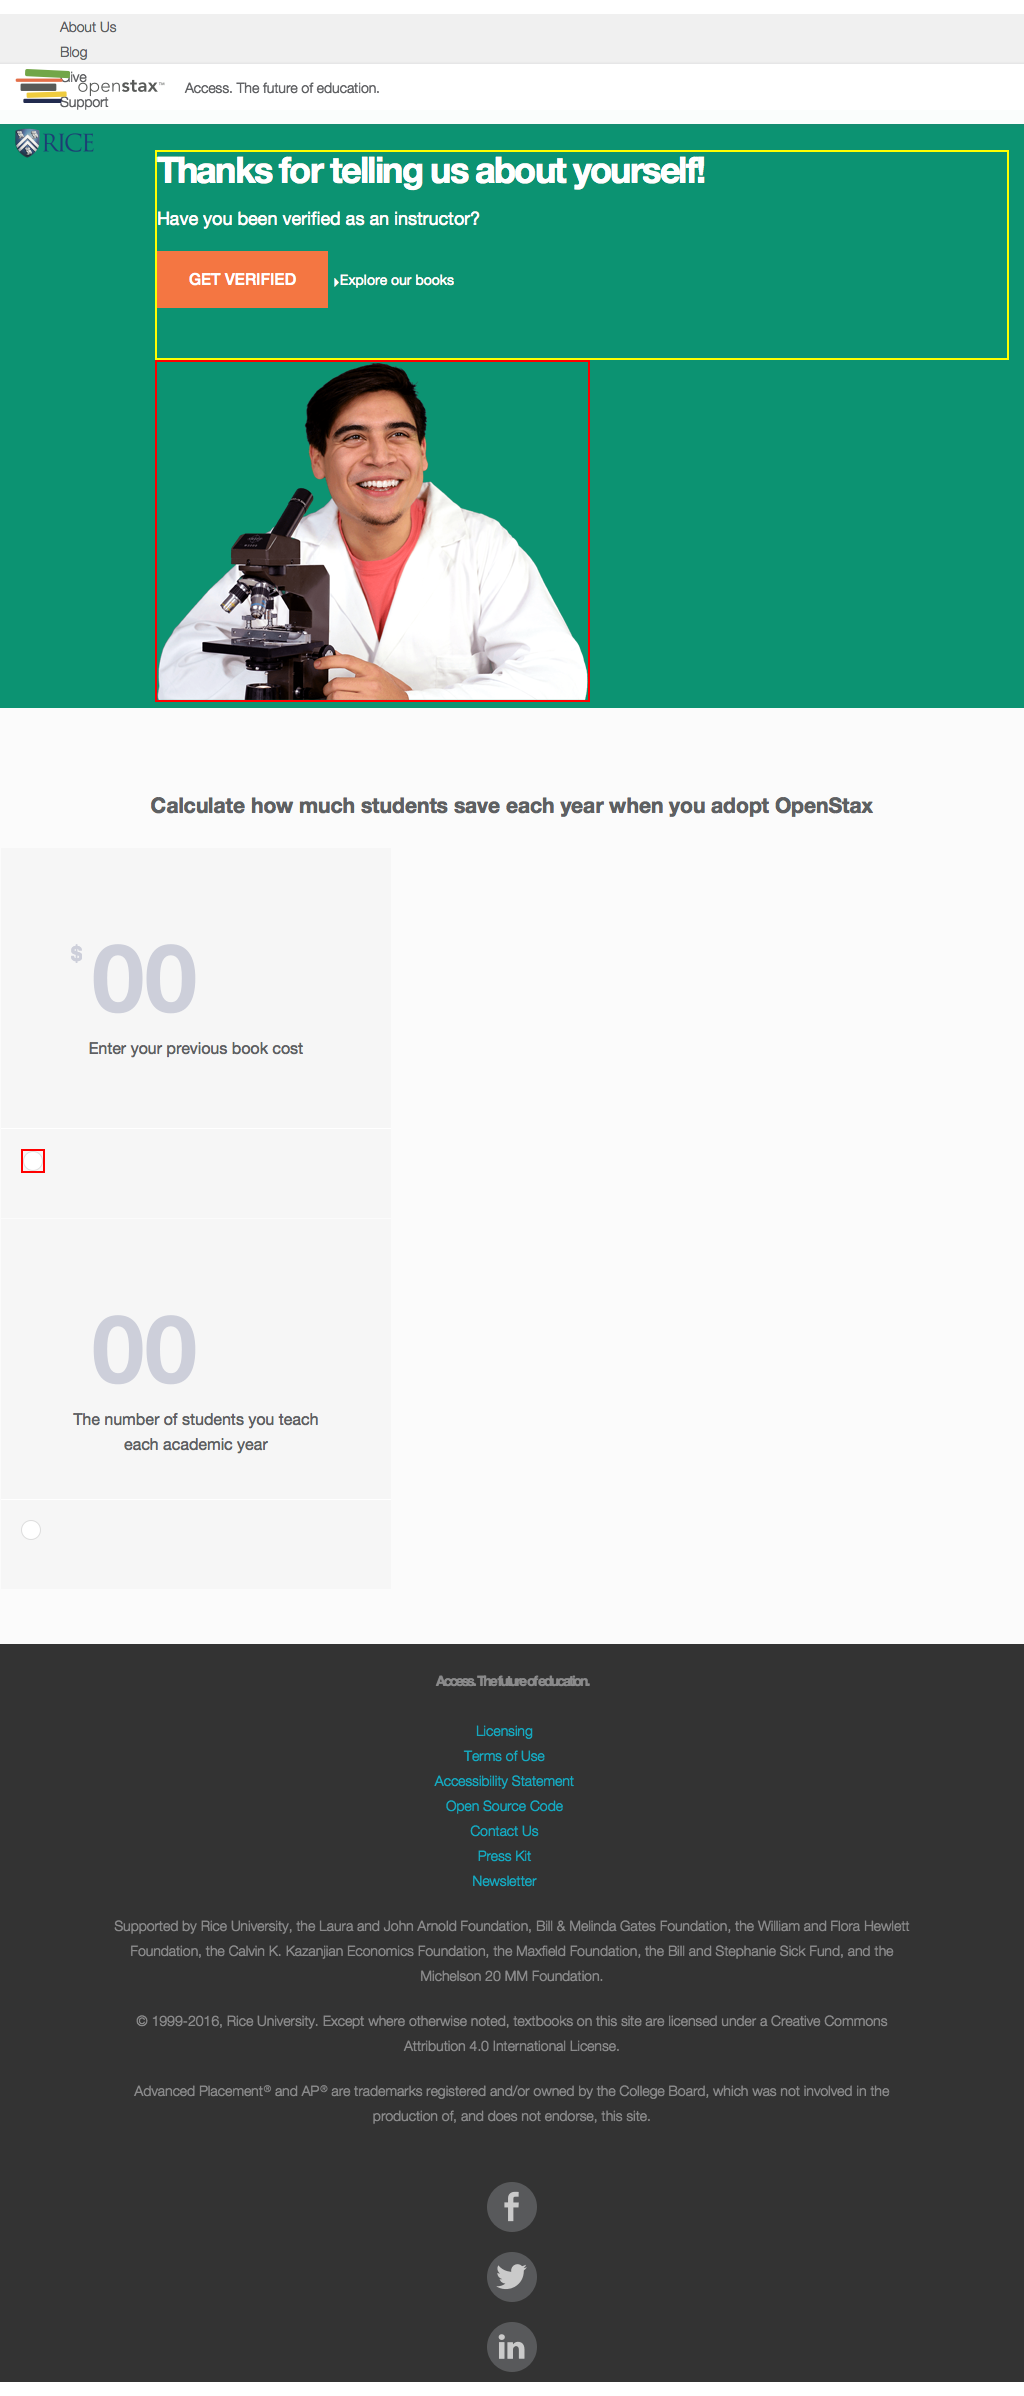 About Us
Blog
Give
openstax™
Access. The future of education.
Support
RICE
Thanks for telling us about yourself!
Have you been verified as an instructor?
GET VERIFIED
Explore our books
Calculate how much students save each year when you adopt OpenStax
$ 00
Enter your previous book cost
00
The number of students you teach
each academic year
Access. The future of education.
Licensing
Terms of Use
Accessibility Statement
Open Source Code
Contact Us
Press Kit
Newsletter
Supported by Rice University, the Laura and John Arnold Foundation, Bill & Melinda Gates Foundation, the William and Flora Hewlett
Foundation, the Calvin K. Kazanjian Economics Foundation, the Maxfield Foundation, the Bill and Stephanie Sick Fund, and the
Michelson 20 MM Foundation.
© 1999-2016, Rice University. Except where otherwise noted, textbooks on this site are licensed under a Creative Commons
Attribution 4.0 International License.
Advanced Placement® and AP® are trademarks registered and/or owned by the College Board, which was not involved in the
production of, and does not endorse, this site.
f
in